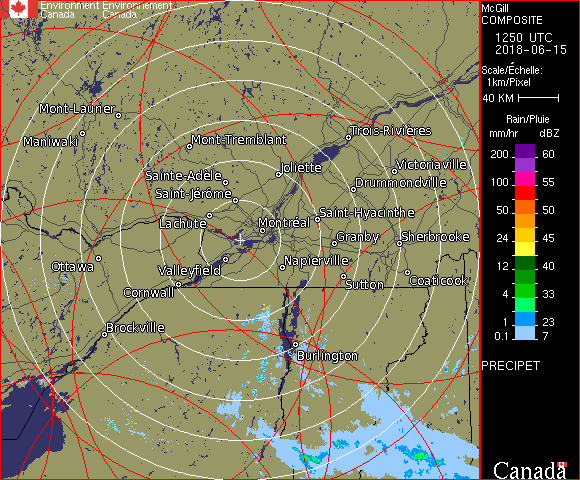 Environment Environnement
Canada Canada
McGill
COMPOSITE
1250 UTC
2018-06-15
Scale/Échelle:
1km/Pixel
40 KM
Rain/Pluie
mm/hr dBZ
200 60
150 57
100 55
50 50
24 45
12 40
4 33
1 23
0.1 7
PRECIPET
Canada
Mont-Laurier
Maniwaki
Mont-Tremblant
Trois-Rivières
Sainte-Adèle
Joliette
Victoriaville
Saint-Jérôme
Drummondville
Lachute
Montréal
Saint-Hyacinthe
Granby
Sherbrooke
Ottawa
Valleyfield
Napierville
Cornwall
Sutton
Coaticook
Brockville
Burlington